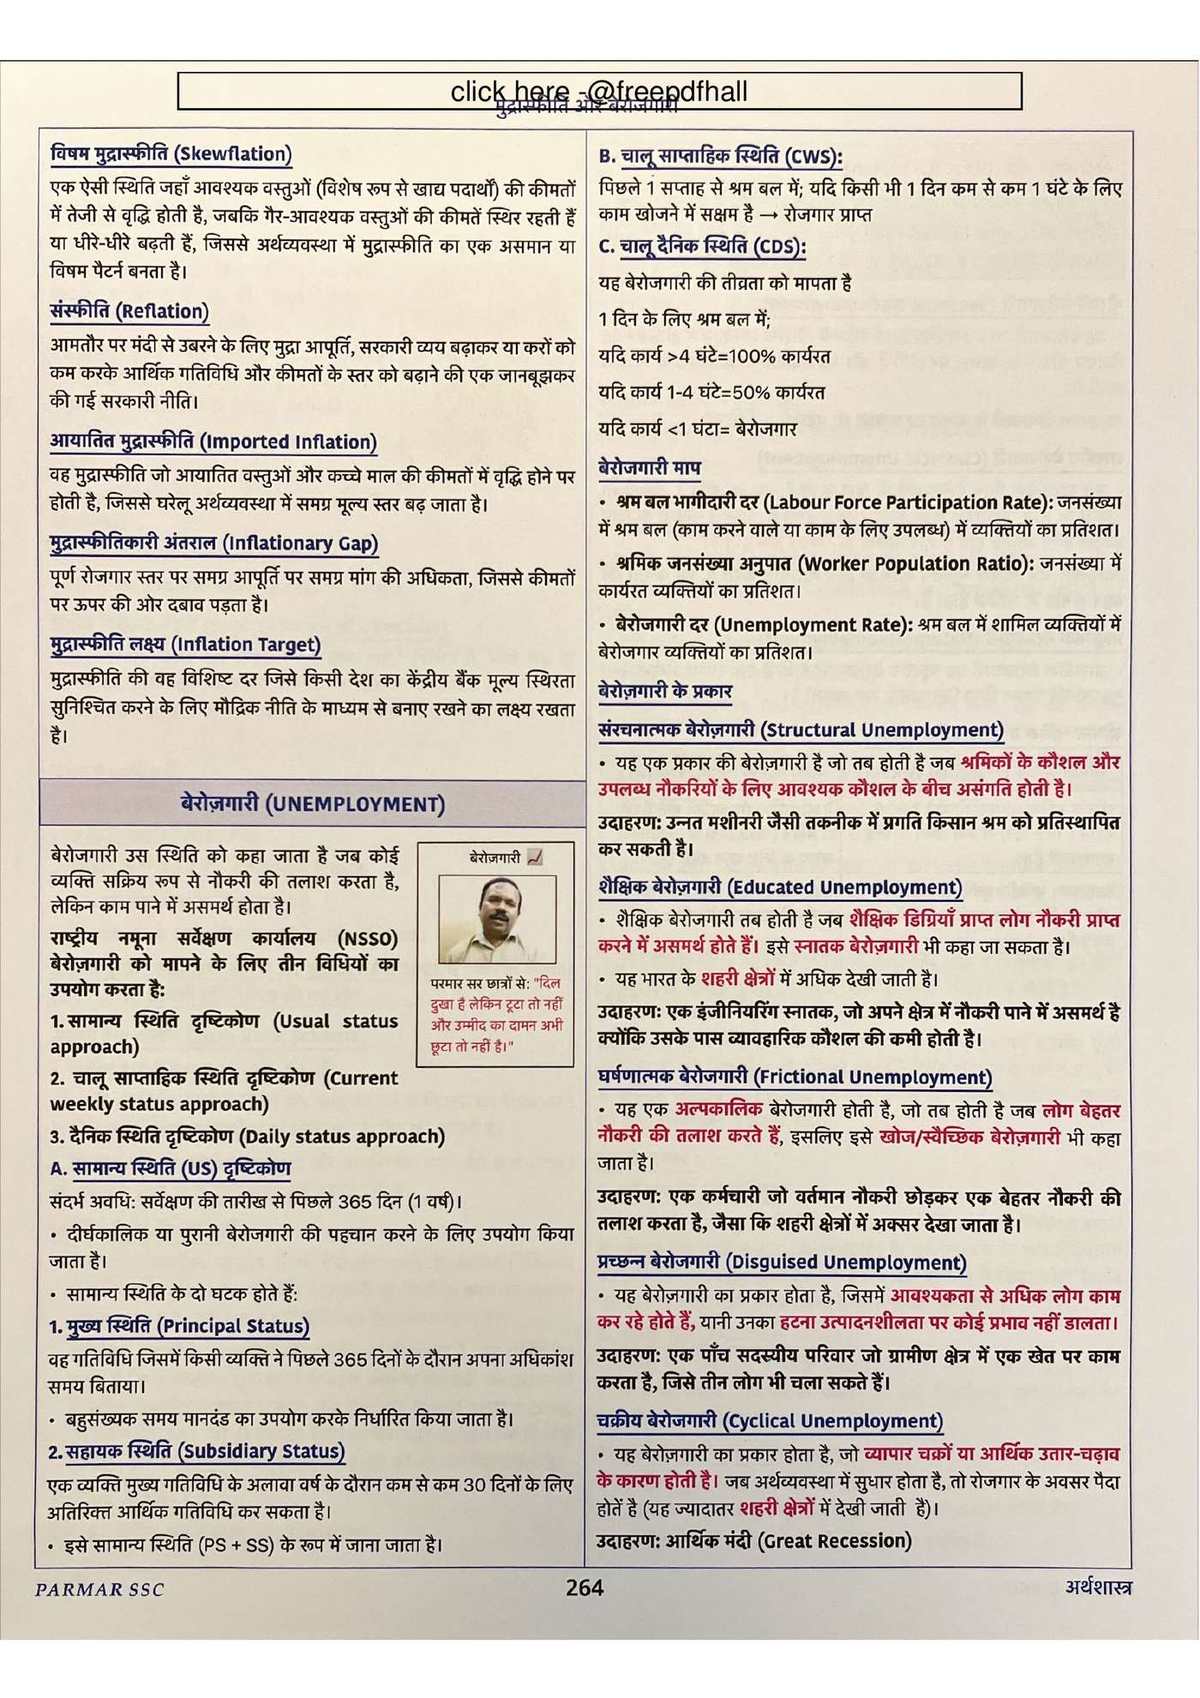 click here -@freepdfhall
मुद्रास्फीति और बेरोजगारी
विषम मुद्रास्फीति (Skewflation)
एक ऐसी स्थिति जहाँ आवश्यक वस्तुओं (विशेष रूप से खाद्य पदार्थों) की कीमतों
में तेजी से वृद्धि होती है, जबकि गैर-आवश्यक वस्तुओं की कीमतें स्थिर रहती हैं
या धीरे-धीरे बढ़ती हैं, जिससे अर्थव्यवस्था में मुद्रास्फीति का एक असमान या
विषम पैटर्न बनता है।
संस्फीति (Reflation)
आमतौर पर मंदी से उबरने के लिए मुद्रा आपूर्ति, सरकारी व्यय बढ़ाकर या करों को
कम करके आर्थिक गतिविधि और कीमतों के स्तर को बढ़ाने की एक जानबूझकर
की गई सरकारी नीति।
आयातित मुद्रास्फीति (Imported Inflation)
वह मुद्रास्फीति जो आयातित वस्तुओं और कच्चे माल की कीमतों में वृद्धि होने पर
होती है, जिससे घरेलू अर्थव्यवस्था में समग्र मूल्य स्तर बढ़ जाता है।
मुद्रास्फीतिकारी अंतराल (Inflationary Gap)
पूर्ण रोजगार स्तर पर समग्र आपूर्ति पर समग्र मांग की अधिकता, जिससे कीमतों
पर ऊपर की ओर दबाव पड़ता है।
मुद्रास्फीति लक्ष्य (Inflation Target)
मुद्रास्फीति की वह विशिष्ट दर जिसे किसी देश का केंद्रीय बैंक मूल्य स्थिरता
सुनिश्चित करने के लिए मौद्रिक नीति के माध्यम से बनाए रखने का लक्ष्य रखता
है।
बेरोज़गारी (UNEMPLOYMENT)
बेरोजगारी उस स्थिति को कहा जाता है जब कोई
व्यक्ति सक्रिय रूप से नौकरी की तलाश करता है,
लेकिन काम पाने में असमर्थ होता है।
राष्ट्रीय नमूना सर्वेक्षण कार्यालय (NSSO)
बेरोज़गारी को मापने के लिए तीन विधियों का
उपयोग करता है:
1. सामान्य स्थिति दृष्टिकोण (Usual status
approach)
2. चालू साप्ताहिक स्थिति दृष्टिकोण (Current
weekly status approach)
3. दैनिक स्थिति दृष्टिकोण (Daily status approach)
बेरोजगारी
परमार सर छात्रों से: "दिल
दुखा है लेकिन टूटा तो नहीं
और उम्मीद का दामन अभी
छूटा तो नहीं है।"
A. सामान्य स्थिति (US) दृष्टिकोण
संदर्भ अवधि: सर्वेक्षण की तारीख से पिछले 365 दिन (1 वर्ष)।
• दीर्घकालिक या पुरानी बेरोजगारी की पहचान करने के लिए उपयोग किया
जाता है।
• सामान्य स्थिति के दो घटक होते हैं:
1. मुख्य स्थिति (Principal Status)
वह गतिविधि जिसमें किसी व्यक्ति ने पिछले 365 दिनों के दौरान अपना अधिकांश
समय बिताया।
• बहुसंख्यक समय मानदंड का उपयोग करके निर्धारित किया जाता है।
2. सहायक स्थिति (Subsidiary Status)
एक व्यक्ति मुख्य गतिविधि के अलावा वर्ष के दौरान कम से कम 30 दिनों के लिए
अतिरिक्त आर्थिक गतिविधि कर सकता है।
• इसे सामान्य स्थिति (PS + SS) के रूप में जाना जाता है।
B. चालू साप्ताहिक स्थिति (CWS):
पिछले 1 सप्ताह से श्रम बल में; यदि किसी भी 1 दिन कम से कम 1 घंटे के लिए
काम खोजने में सक्षम है → रोजगार प्राप्त
C. चालू दैनिक स्थिति (CDS):
यह बेरोजगारी की तीव्रता को मापता है
1 दिन के लिए श्रम बल में;
यदि कार्य >4 घंटे=100% कार्यरत
यदि कार्य 1-4 घंटे=50% कार्यरत
यदि कार्य <1 घंटा= बेरोजगार
बेरोजगारी माप
• श्रम बल भागीदारी दर (Labour Force Participation Rate): जनसंख्या
में श्रम बल (काम करने वाले या काम के लिए उपलब्ध) में व्यक्तियों का प्रतिशत।
• श्रमिक जनसंख्या अनुपात (Worker Population Ratio): जनसंख्या में
कार्यरत व्यक्तियों का प्रतिशत।
• बेरोजगारी दर (Unemployment Rate): श्रम बल में शामिल व्यक्तियों में
बेरोजगार व्यक्तियों का प्रतिशत।
बेरोज़गारी के प्रकार
संरचनात्मक बेरोज़गारी (Structural Unemployment)
• यह एक प्रकार की बेरोज़गारी है जो तब होती है जब श्रमिकों के कौशल और
उपलब्ध नौकरियों के लिए आवश्यक कौशल के बीच असंगति होती है।
उदाहरण: उन्नत मशीनरी जैसी तकनीक में प्रगति किसान श्रम को प्रतिस्थापित
कर सकती है।
शैक्षिक बेरोज़गारी (Educated Unemployment)
• शैक्षिक बेरोजगारी तब होती है जब शैक्षिक डिग्रियाँ प्राप्त लोग नौकरी प्राप्त
करने में असमर्थ होते हैं। इसे स्नातक बेरोज़गारी भी कहा जा सकता है।
• यह भारत के शहरी क्षेत्रों में अधिक देखी जाती है।
उदाहरण: एक इंजीनियरिंग स्नातक, जो अपने क्षेत्र में नौकरी पाने में असमर्थ है
क्योंकि उसके पास व्यावहारिक कौशल की कमी होती है।
घर्षणात्मक बेरोजगारी (Frictional Unemployment)
• यह एक अल्पकालिक बेरोजगारी होती है, जो तब होती है जब लोग बेहतर
नौकरी की तलाश करते हैं, इसलिए इसे खोज/स्वैच्छिक बेरोज़गारी भी कहा
जाता है।
उदाहरण: एक कर्मचारी जो वर्तमान नौकरी छोड़कर एक बेहतर नौकरी की
तलाश करता है, जैसा कि शहरी क्षेत्रों में अक्सर देखा जाता है।
प्रच्छन्न बेरोजगारी (Disguised Unemployment)
• यह बेरोज़गारी का प्रकार होता है, जिसमें आवश्यकता से अधिक लोग काम
कर रहे होते हैं, यानी उनका हटना उत्पादनशीलता पर कोई प्रभाव नहीं डालता।
उदाहरण: एक पाँच सदस्यीय परिवार जो ग्रामीण क्षेत्र में एक खेत पर काम
करता है, जिसे तीन लोग भी चला सकते हैं।
चक्रीय बेरोजगारी (Cyclical Unemployment)
• यह बेरोज़गारी का प्रकार होता है, जो व्यापार चक्रों या आर्थिक उतार-चढ़ाव
के कारण होती है। जब अर्थव्यवस्था में सुधार होता है, तो रोजगार के अवसर पैदा
होतें है (यह ज्यादातर शहरी क्षेत्रों में देखी जाती है)।
उदाहरण: आर्थिक मंदी (Great Recession)
PARMAR SSC
264
अर्थशास्त्र